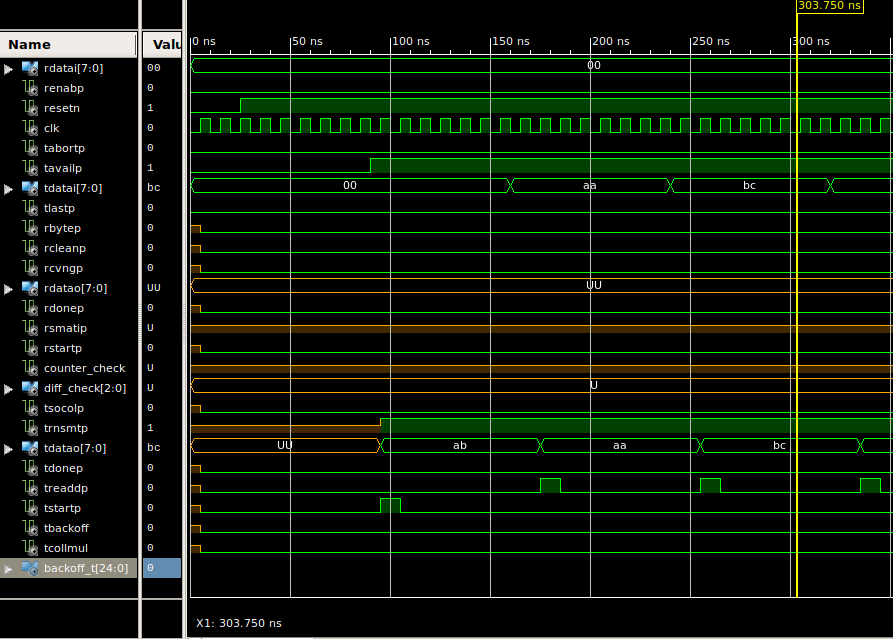 303.750 ns
Name Valu
0 ns 50 ns 100 ns 150 ns 200 ns 250 ns 300 ns
rdatai[7:0] 00 00
renabp 0
resetn 1
clk 0
tabortp 0
tavailp 1
tdatai[7:0] bc 00 aa bc
tlastp 0
rbytep 0
rcleanp 0
rcvngp 0
rdatao[7:0] UU UU
rdonep 0
rsmatip U
rstartp 0
counter_check U
diff_check[2:0] U U
tsocolp 0
trnsmtp 1
tdatao[7:0] bc UU ab aa bc
tdonep 0
treaddp 0
tstartp 0
tbackoff 0
tcollmul 0
backoff_t[24:0] 0
X1: 303.750 ns